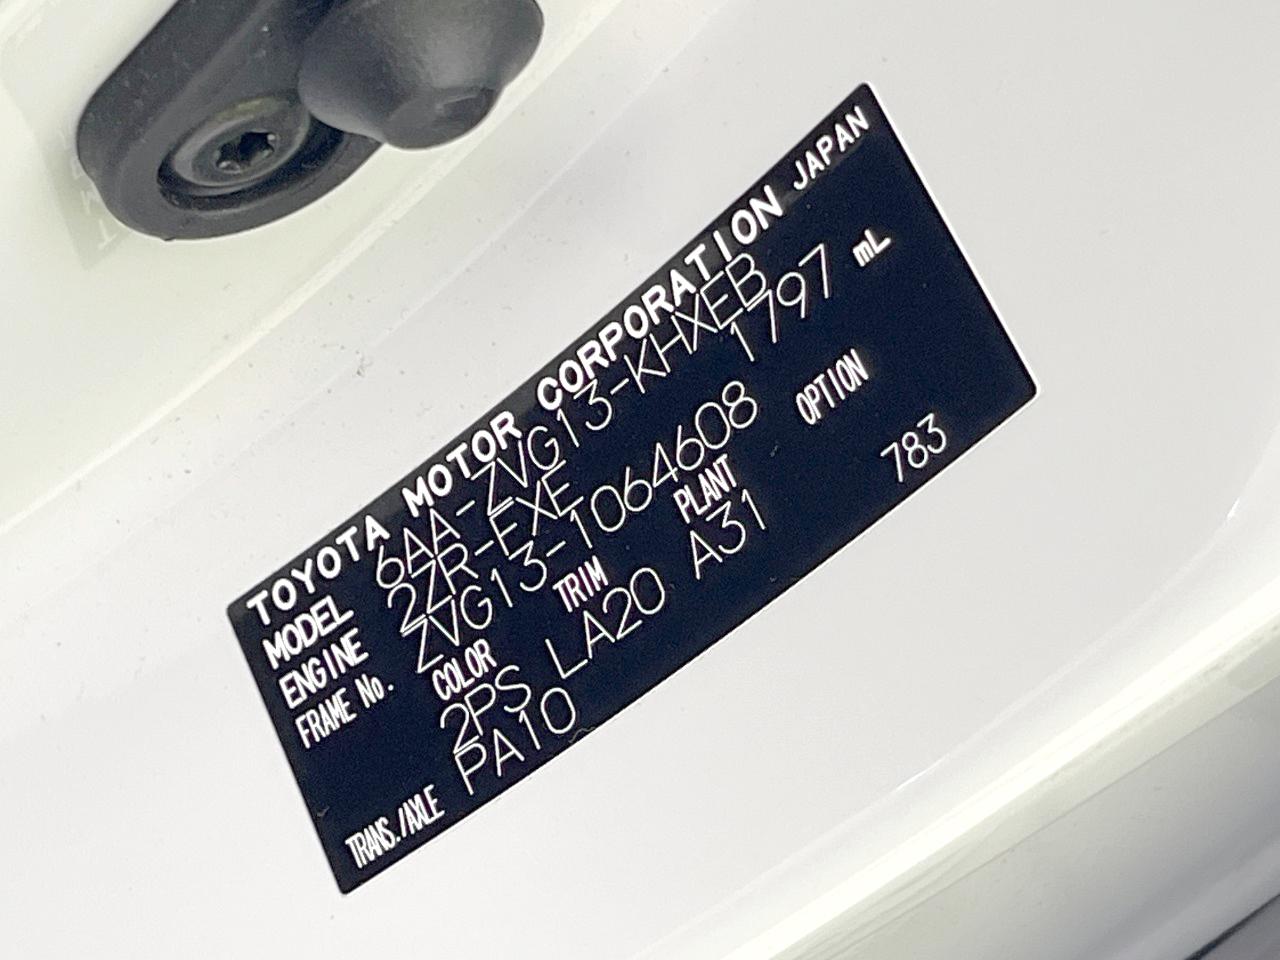 TOYOTA MOTOR CORPORATION JAPAN
MODEL 6AA-ZVG13-KHXEB
ENGINE 2ZR-EXE 1797 mL
FRAME No. ZVG13-1064608
COLOR TRIM PLANT OPTION
2PS LA20 A31 783
TRANS./AXLE PA10